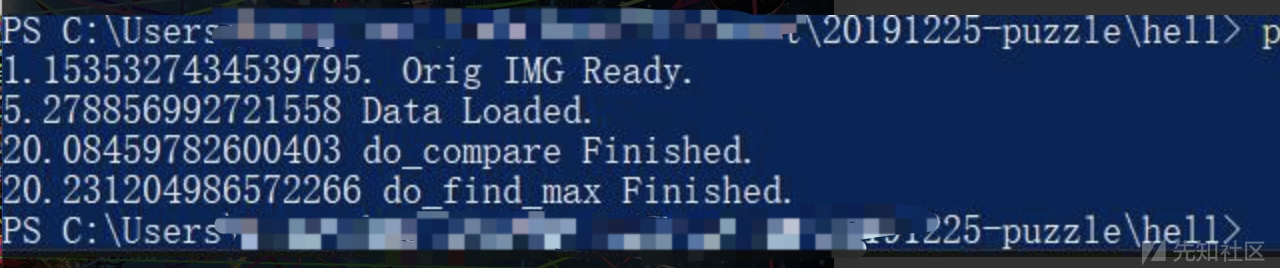 PS C:\Users t\20191225-puzzle\hell> p
1.1535327434539795. Orig IMG Ready.
5.278856992721558 Data Loaded.
20.08459782600403 do_compare Finished.
20.231204986572266 do_find_max Finished.
PS C:\Users 191225-puzzle\hell>
先知社区